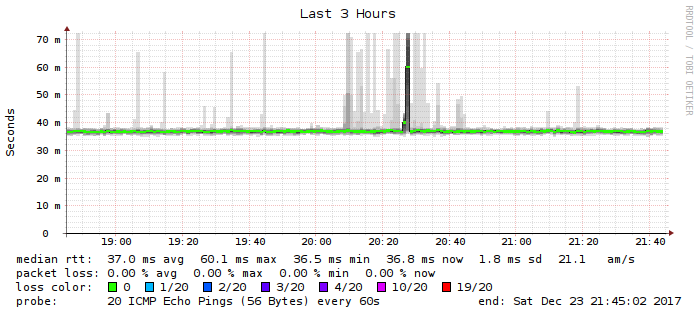 Last 3 Hours
RRDTOOL / TOBI OETIKER
Seconds
70 m
60 m
50 m
40 m
30 m
20 m
10 m
0
19:00 19:20 19:40 20:00 20:20 20:40 21:00 21:20 21:40
median rtt: 37.0 ms avg 60.1 ms max 36.5 ms min 36.8 ms now 1.8 ms sd 21.1 am/s
packet loss: 0.00 % avg 0.00 % max 0.00 % min 0.00 % now
loss color: 0 1/20 2/20 3/20 4/20 10/20 19/20
probe: 20 ICMP Echo Pings (56 Bytes) every 60s end: Sat Dec 23 21:45:02 2017